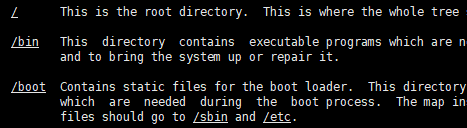 / This is the root directory. This is where the whole tree
/bin This directory contains executable programs which are
and to bring the system up or repair it.
/boot Contains static files for the boot loader. This directory
which are needed during the boot process. The map in
files should go to /sbin and /etc.